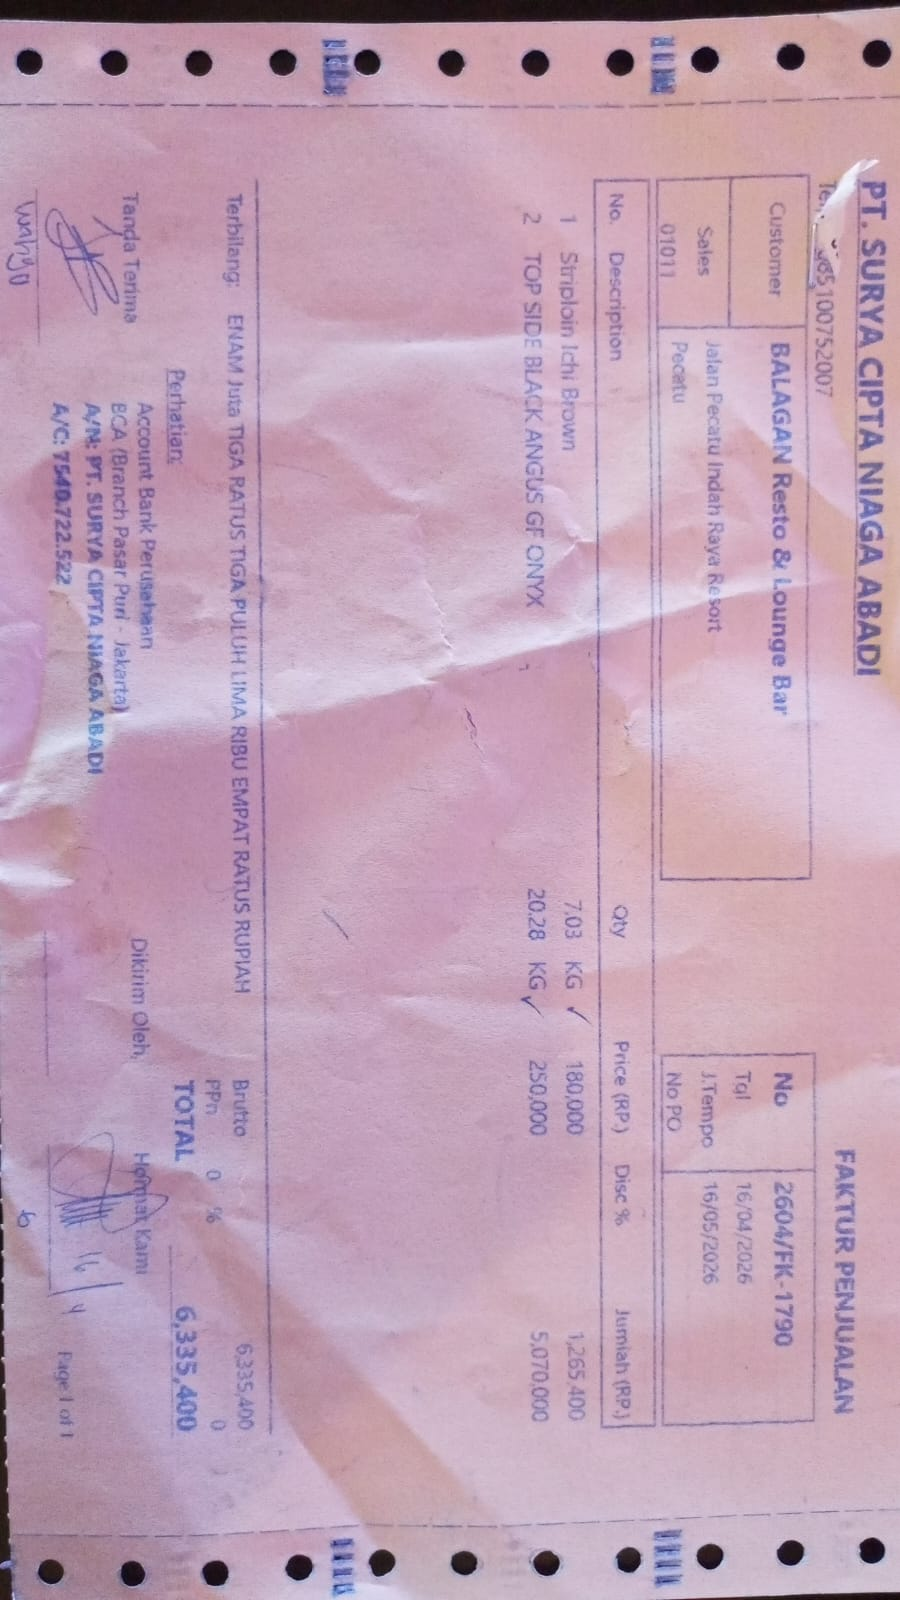 PT. SURYA CIPTA NIAGA ABADI
FAKTUR PENJUALAN
5100752007
Customer BALAGAN Resto & Lounge Bar
Jalan Pecatu Indah Raya Resort
Sales
01011 Pecatu
No 2604/FK-1790
Tgl 16/04/2026
J.Tempo 16/05/2026
No PO
No. Description Qty Price (RP.) Disc % Jumlah (RP.)
1 Striploin Ichi Brown 7.03 KG ✓ 180,000 1,265,400
2 TOP SIDE BLACK ANGUS GF ONYX 20.28 KG ✓ 250,000 5,070,000
Terbilang: ENAM Juta TIGA RATUS TIGA PULUH LIMA RIBU EMPAT RATUS RUPIAH
Brutto 6,335,400
PPn 0 % 0
TOTAL 6,335,400
Perhatian:
Account Bank Perusahaan
BCA (Branch Pasar Puri - Jakarta)
A/N: PT. SURYA CIPTA NIAGA ABADI
A/C: 7540.722.522
Tanda Terima
Dikirim Oleh,
Hormat Kami
16/4
Wahyu
Page 1 of 1